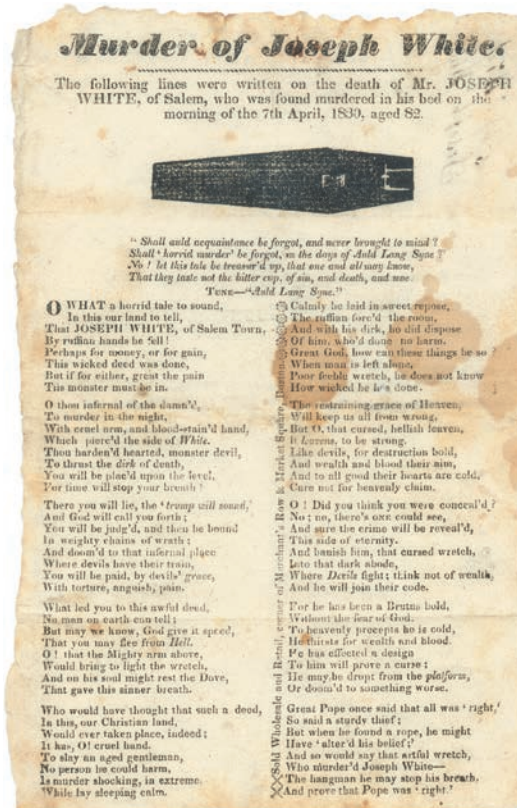 Murder of Joseph White.
The following lines were written on the death of Mr. JOSEPH
WHITE, of Salem, who was found murdered in his bed on the
morning of the 7th April, 1830, aged 82.
" Shall auld acquaintance be forgot, and never brought to mind ?
Shall ' horrid murder' be forgot, in the days of Auld Lang Syne ?
No ! let this tale be treasur'd up, that one and all may know,
That they taste not the bitter cup, of sin, and death, and woe.
TUNE—"Auld Lang Syne."
O WHAT a horrid tale to sound,
In this our land to tell,
That JOSEPH WHITE, of Salem Town,
By ruffian hands he fell !
Perhaps for money, or for gain,
This wicked deed was done,
But if for either, great the pain
This monster must be in.
O thou infernal of the damn'd,
To murder in the night,
With cruel arm, and blood-stain'd hand,
Which pierc'd the side of White.
Thou harden'd hearted, monster devil,
To thrust the dirk of death,
You will be plac'd upon the level,
For time will stop your breath !
There you will lie, the 'trump will sound,'
And God will call you forth ;
You will be judg'd, and then be bound
In weighty chains of wrath ;
And doom'd to that infernal place
Where devils have their train,
You will be paid, by devils' grace,
With torture, anguish, pain.
What led you to this awful deed,
No man on earth can tell ;
But may we know, God give it speed,
That you may flee from Hell.
O ! that the Mighty arm above,
Would bring to light the wretch,
And on his soul might rest the Dove,
That gave this sinner breath.
Who would have thought that such a deed,
In this, our Christian land,
Would ever taken place, indeed ;
It has, O! cruel hand.
To slay an aged gentleman,
No person he could harm,
Is murder shocking, in extreme
While lay sleeping calm.
Sold Wholesale and Retail, corner of Merchant's Row & Market Square, Boston.
Calmly he laid in sweet repose,
The ruffian forc'd the room,
And with his dirk, he did dispose
Of him, who'd done no harm.
Great God, how can these things be so ?
When man is left alone,
Poor feeble wretch, he does not know
How wicked he has done.
The restraining grace of Heaven,
Will keep us all from wrong,
But O, that cursed, hellish leaven,
It leavens, to be strong.
Like devils, for destruction bold,
And wealth and blood their aim,
And to all good their hearts are cold,
Care not for heavenly claim.
O ! Did you think you were conceal'd ?
No ; no, there's ONE could see,
And sure the crime will be reveal'd,
This side of eternity.
And banish him, that cursed wretch,
Into that dark abode,
Where Devils fight ; think not of wealth,
And he will join their code.
For he has been a Brutus bold,
Without the fear of God.
To heavenly precepts he is cold,
He thirsts for wealth and blood.
He has effected a design
To him will prove a curse ;
He may be dropt from the platform,
Or doom'd to something worse.
Great Pope once said that all was ' right,'
So said a sturdy thief ;
But when he found a rope, he might
Have ' alter'd his belief ;'
And so would say that artful wretch,
Who murder'd Joseph White—
The hangman he may stop his breath.
And prove that Pope was ' right.'